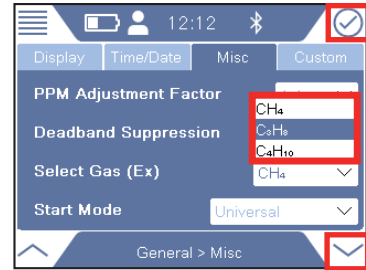 12:12
Display Time/Date Misc Custom
PPM Adjustment Factor
CH₄
Deadband Suppression C₃H₈
C₄H₁₀
Select Gas (Ex) CH₄
Start Mode Universal
General > Misc